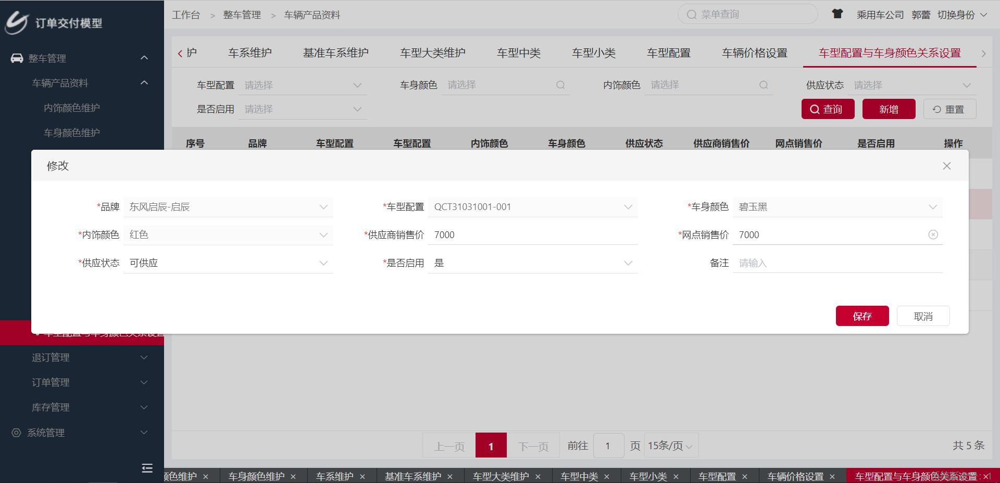 订单交付模型
工作台 > 整车管理 > 车辆产品资料
菜单查询
乘用车公司 郭蕾 切换身份
整车管理
车辆产品资料
内饰颜色维护
车身颜色维护
护 车系维护 基准车系维护 车型大类维护 车型中类 车型小类 车型配置 车辆价格设置 车型配置与车身颜色关系设置
车型配置 请选择 车身颜色 请选择 内饰颜色 请选择 供应状态 请选择
是否启用 请选择 查询 新增 重置
序号 品牌 车型配置 车型配置 内饰颜色 车身颜色 供应状态 供应商销售价 网点销售价 是否启用 操作
修改
*品牌 东风启辰-启辰 *车型配置 QCT31031001-001 *车身颜色 碧玉黑
*内饰颜色 红色 *供应商销售价 7000 *网点销售价 7000
*供应状态 可供应 *是否启用 是 备注 请输入
保存 取消
车型配置与车身颜色关系设置
退订管理
订单管理
库存管理
系统管理
上一页 1 下一页 前往 1 页 15条/页
共 5 条
颜色维护 × 车身颜色维护 × 车系维护 × 基准车系维护 × 车型大类维护 × 车型中类 × 车型小类 × 车型配置 × 车辆价格设置 × 车型配置与车身颜色关系设置 ×